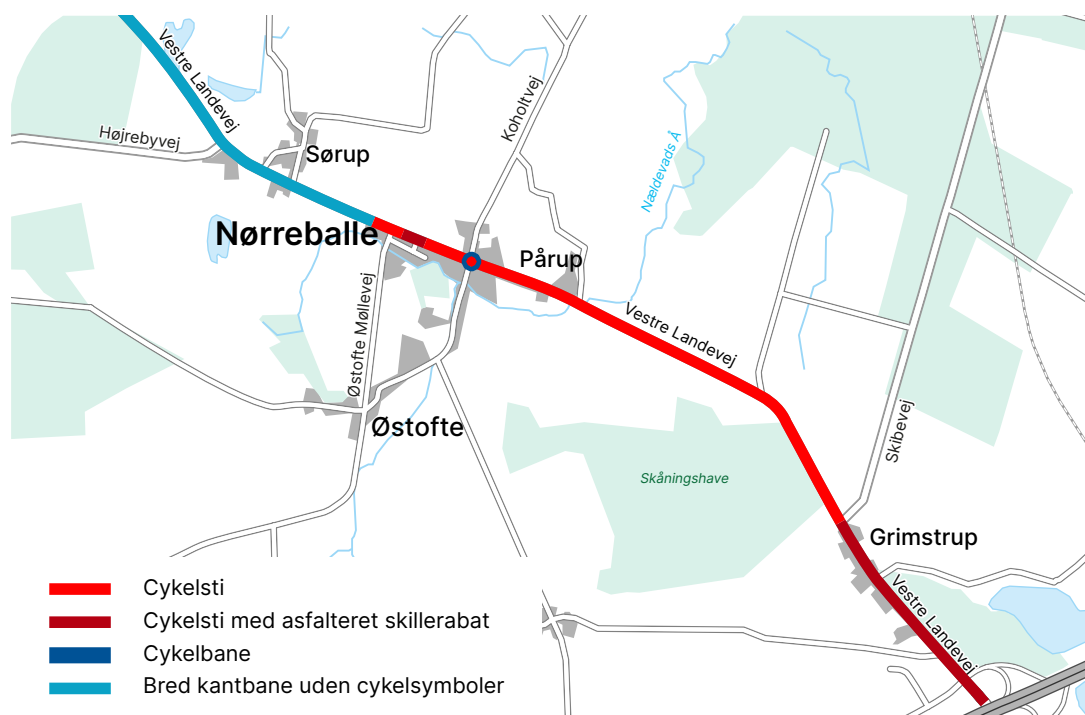 Vestre Landevej
Højrebyvej
Sørup
Koholtvej
Nældevads Å
Nørreballe
Pårup
Østofte Møllevej
Vestre Landevej
Østofte
Skibevej
Skåningshave
Grimstrup
Vestre Landevej
Cykelsti
Cykelsti med asfalteret skillerabat
Cykelbane
Bred kantbane uden cykelsymboler